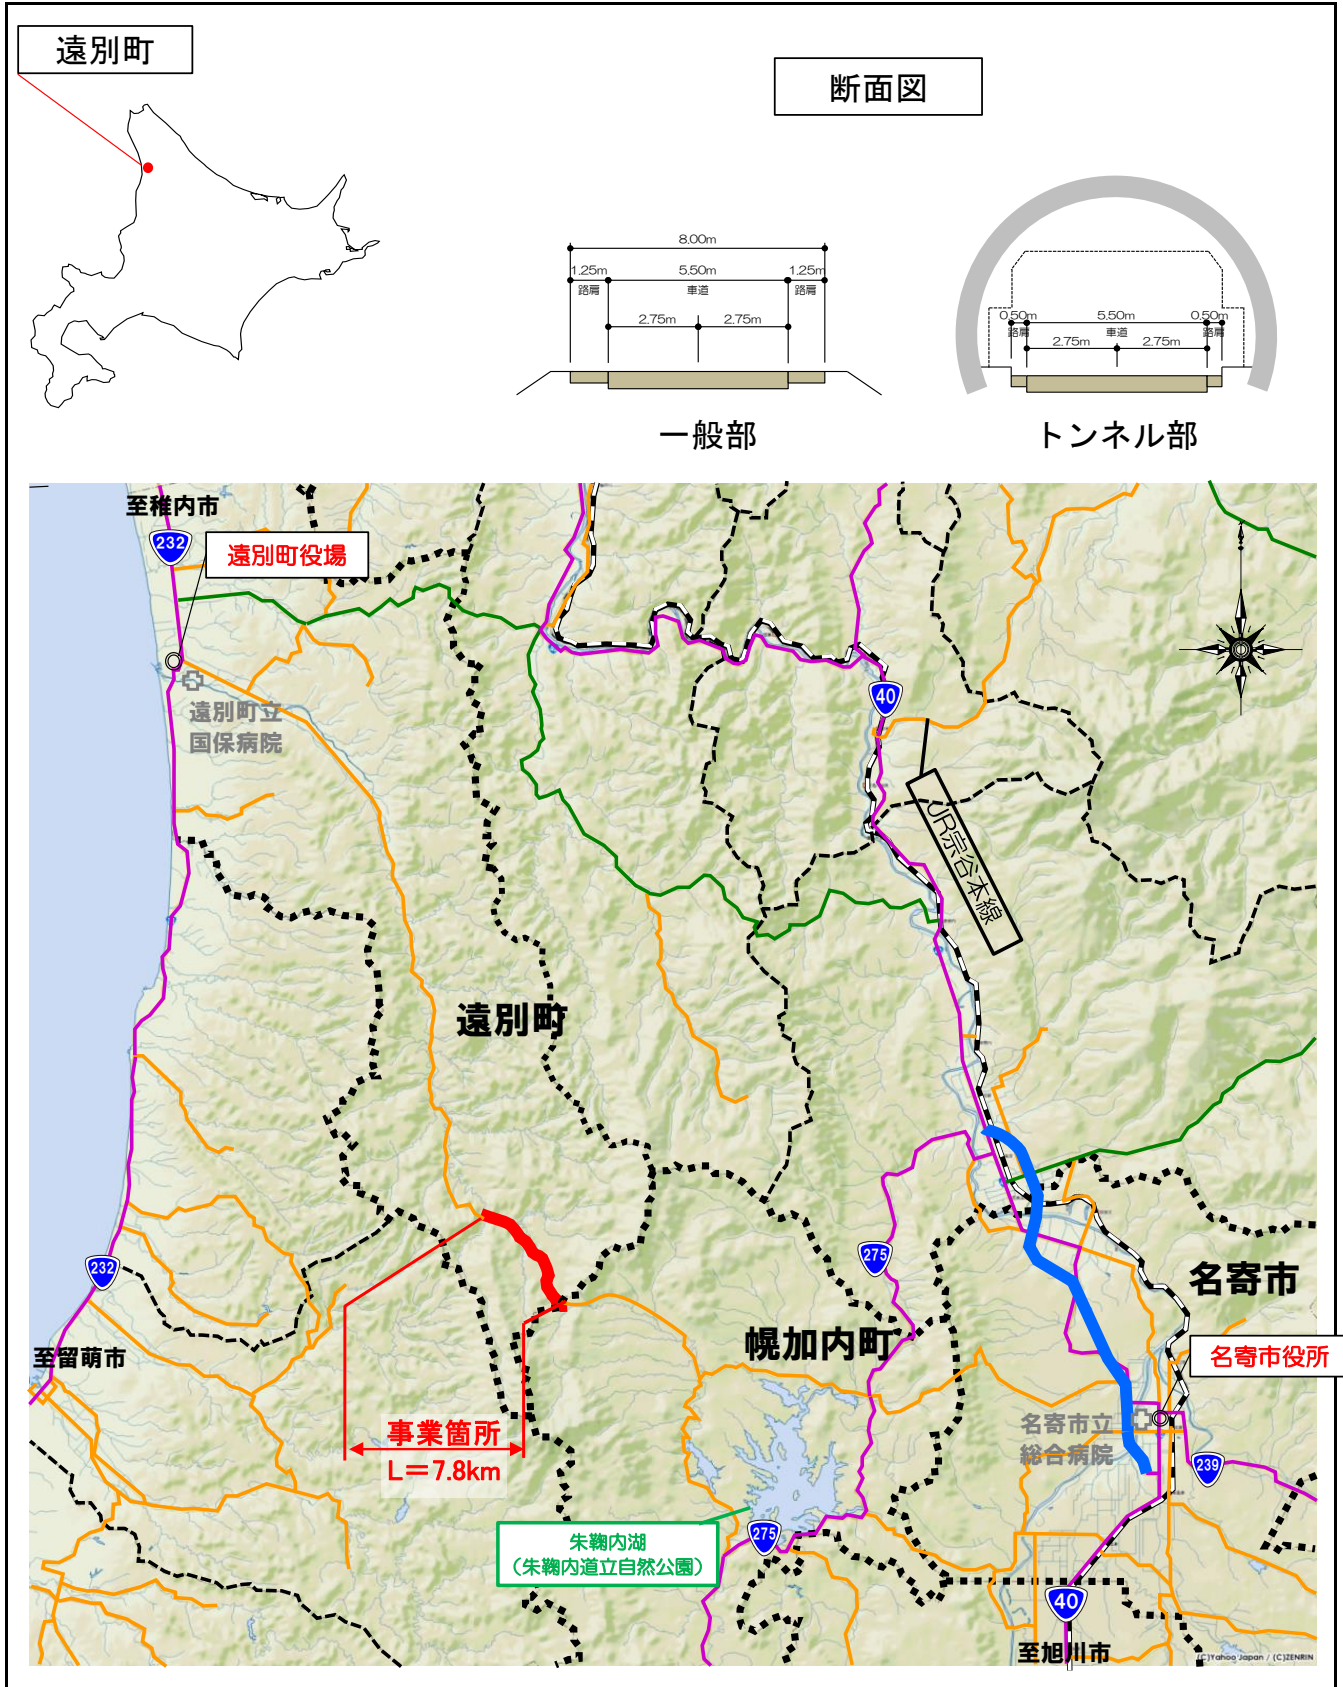 遠別町
断面図
8.00m
1.25m
5.50m
1.25m
路肩
車道
路肩
2.75m
2.75m
一般部
0.50m
5.50m
0.50m
路肩
車道
路肩
2.75m
2.75m
トンネル部
至稚内市
232
遠別町役場
遠別町立
国保病院
40
JR宗谷本線
遠別町
275
232
名寄市
幌加内町
至留萌市
名寄市役所
事業箇所
L=7.8km
名寄市立
総合病院
239
朱鞠内湖
(朱鞠内道立自然公園)
275
40
至旭川市
(C)Yahoo Japan / (C)ZENRIN